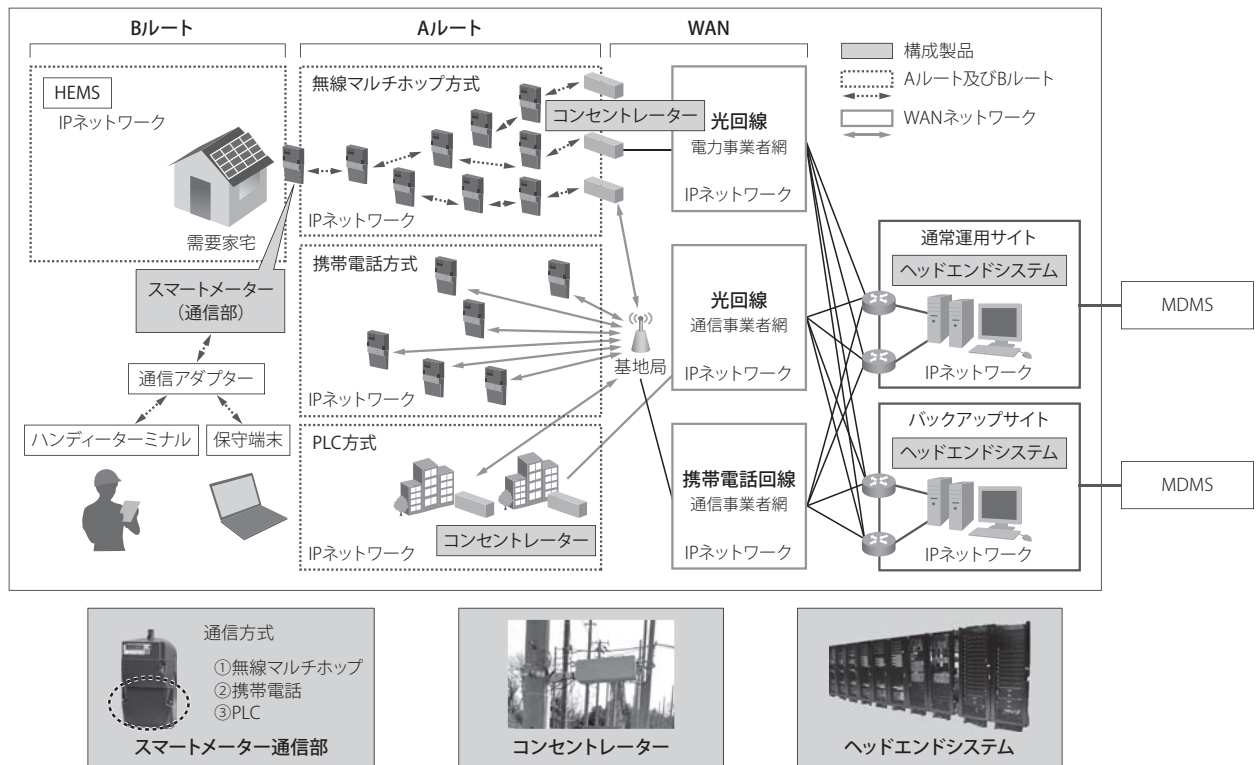 Bルート
Aルート
WAN
構成製品
Aルート及びBルート
WANネットワーク
HEMS
IPネットワーク
需要家宅
スマートメーター
(通信部)
通信アダプター
ハンディーターミナル
保守端末
無線マルチホップ方式
コンセントレーター
IPネットワーク
携帯電話方式
基地局
IPネットワーク
PLC方式
コンセントレーター
IPネットワーク
光回線
電力事業者網
IPネットワーク
光回線
通信事業者網
IPネットワーク
携帯電話回線
通信事業者網
IPネットワーク
通常運用サイト
ヘッドエンドシステム
IPネットワーク
MDMS
バックアップサイト
ヘッドエンドシステム
IPネットワーク
MDMS
通信方式
①無線マルチホップ
②携帯電話
③PLC
スマートメーター通信部
コンセントレーター
ヘッドエンドシステム